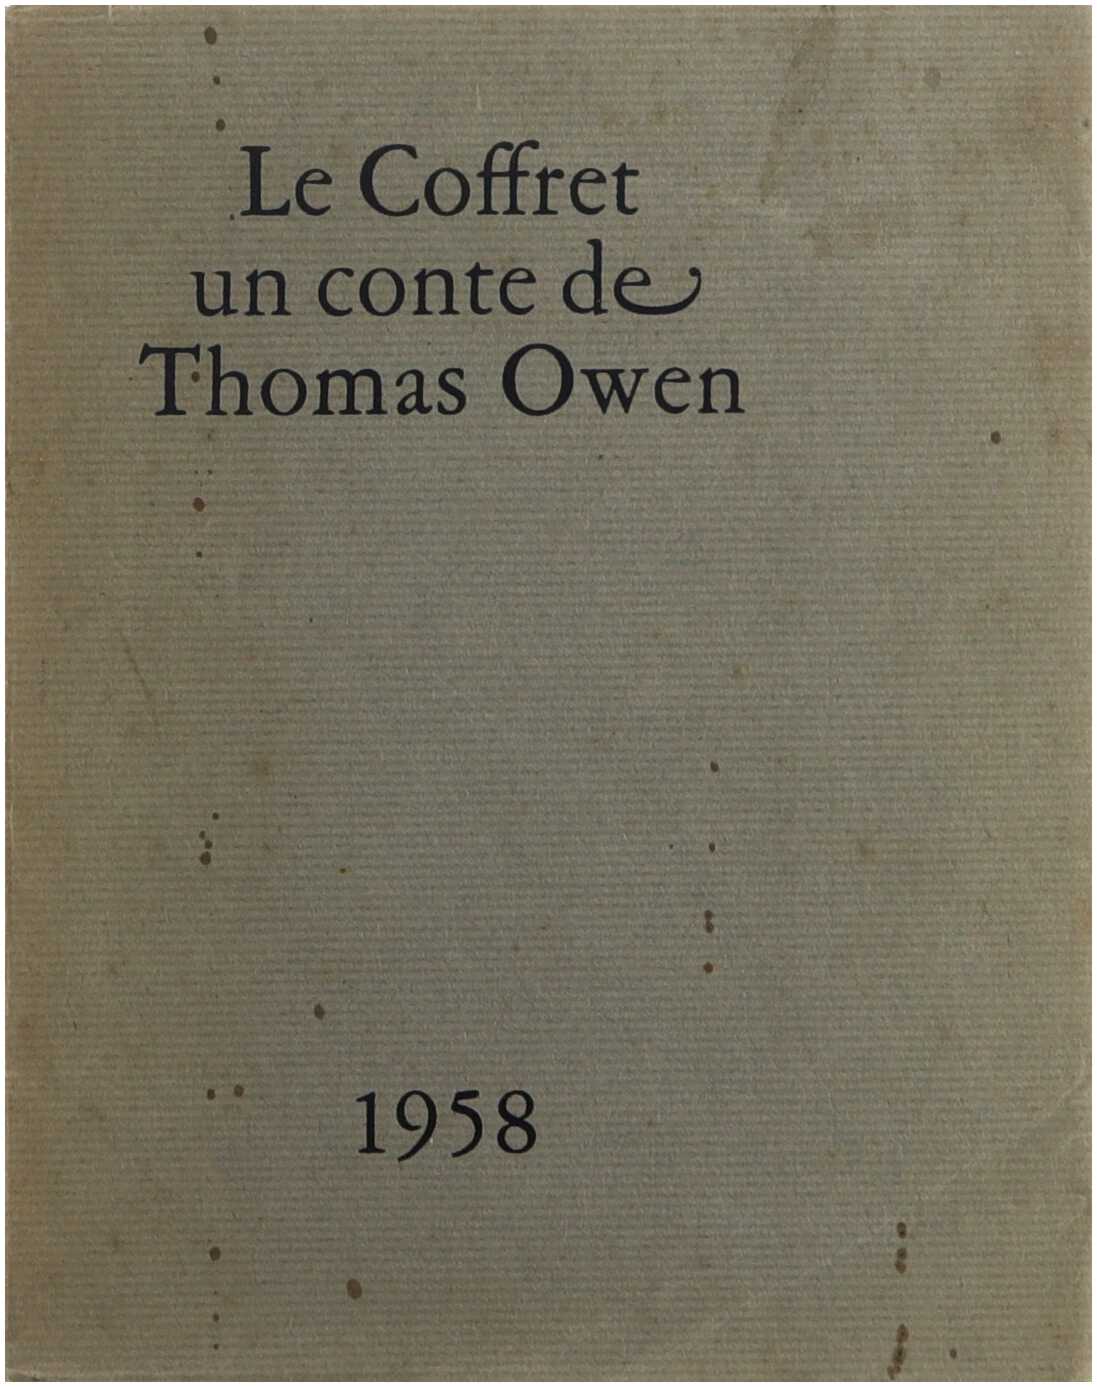 Le Coffret
un conte de
Thomas Owen
1958